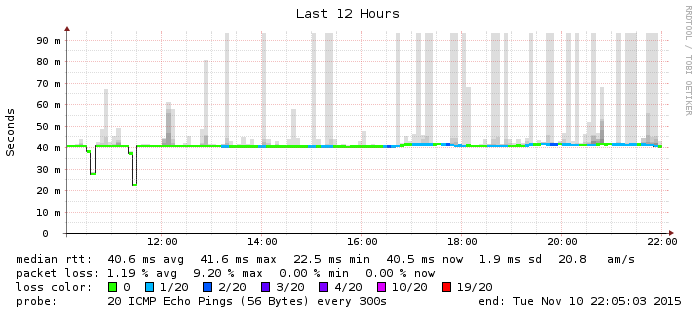 Last 12 Hours
RRDTOOL / TOBI OETIKER
Seconds
90 m
80 m
70 m
60 m
50 m
40 m
30 m
20 m
10 m
0
12:00 14:00 16:00 18:00 20:00 22:00
median rtt: 40.6 ms avg 41.6 ms max 22.5 ms min 40.5 ms now 1.9 ms sd 20.8 am/s
packet loss: 1.19 % avg 9.20 % max 0.00 % min 0.00 % now
loss color: 0 1/20 2/20 3/20 4/20 10/20 19/20
probe: 20 ICMP Echo Pings (56 Bytes) every 300s end: Tue Nov 10 22:05:03 2015